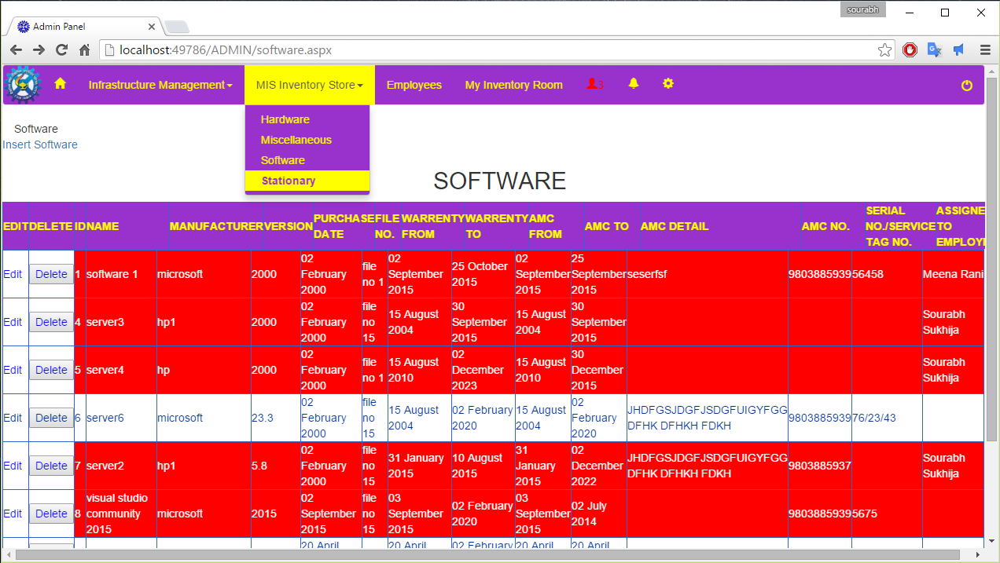 sourabh
Admin Panel
localhost:49786/ADMIN/software.aspx
Infrastructure Management MIS Inventory Store Employees My Inventory Room 3
Hardware
Miscellaneous
Software
Stationary
Software
Insert Software
SOFTWARE
EDIT DELETE ID NAME MANUFACTURER VERSION PURCHASE DATE FILE NO. WARRENTY FROM WARRENTY TO AMC FROM AMC TO AMC DETAIL AMC NO. SERIAL NO./SERVICE TAG NO. ASSIGNE TO EMPLOY
Edit Delete 1 software 1 microsoft 2000 02 February 2000 file no 1 02 September 2015 25 October 2015 02 September 2015 25 September 2015 seserfsf 9803885939 56458 Meena Rani
Edit Delete 4 server3 hp1 2000 02 February 2000 file no 15 15 August 2004 30 September 2015 15 August 2004 30 September 2015 Sourabh Sukhija
Edit Delete 5 server4 hp 2000 02 February 2000 file no 1 15 August 2010 02 December 2023 15 August 2010 30 December 2015 Sourabh Sukhija
Edit Delete 6 server6 microsoft 23.3 02 February 2000 file no 15 15 August 2004 02 February 2020 15 August 2004 02 February 2020 JHDFGSJDGFJSDGFUIGYFGG DFHK DFHKH FDKH 9803885939 76/23/43
Edit Delete 7 server2 hp1 5.8 02 February 2000 file no 15 31 January 2015 10 August 2015 31 January 2015 02 December 2022 JHDFGSJDGFJSDGFUIGYFGG DFHK DFHKH FDKH 9803885937 Sourabh Sukhija
Edit Delete 8 visual studio community 2015 microsoft 2015 02 September 2015 file no 15 03 September 2015 02 February 2020 03 September 2015 02 July 2014 9803885939 5675
20 April 20 April 02 February 20 April 20 April